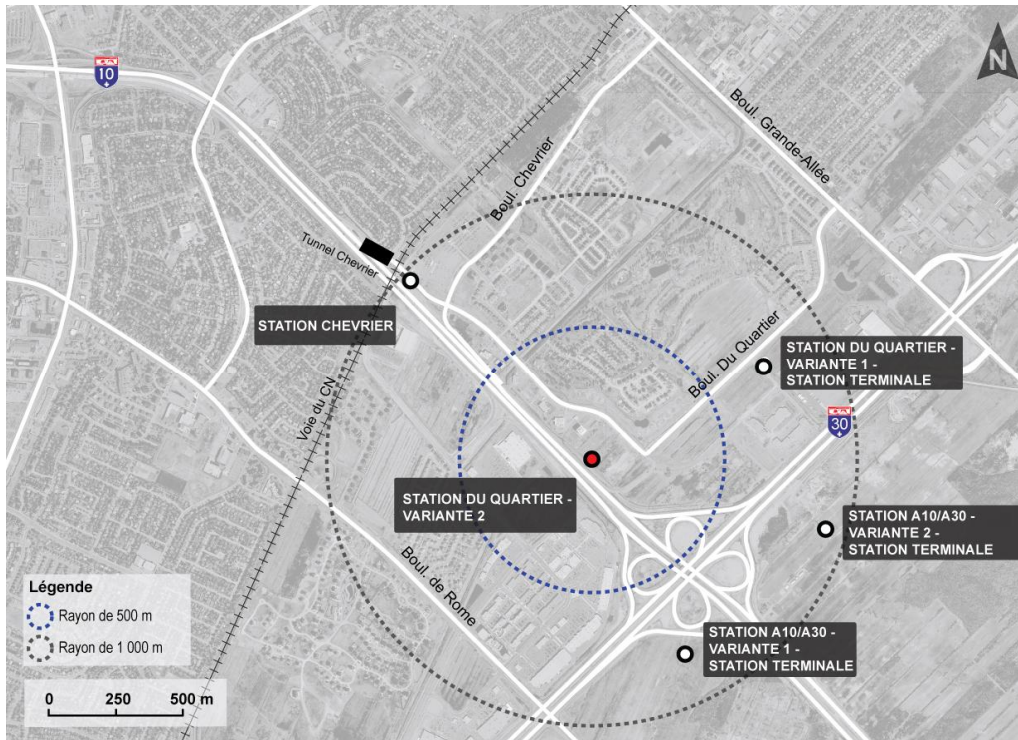 10
N
Boul. Grande-Allée
Boul. Chevrier
Tunnel Chevrier
STATION CHEVRIER
Voie du CN
Boul. Du Quartier
STATION DU QUARTIER -
VARIANTE 1 -
STATION TERMINALE
30
STATION DU QUARTIER -
VARIANTE 2
STATION A10/A30 -
VARIANTE 2 -
STATION TERMINALE
Boul. de Rome
STATION A10/A30 -
VARIANTE 1 -
STATION TERMINALE
Légende
Rayon de 500 m
Rayon de 1 000 m
0 250 500 m